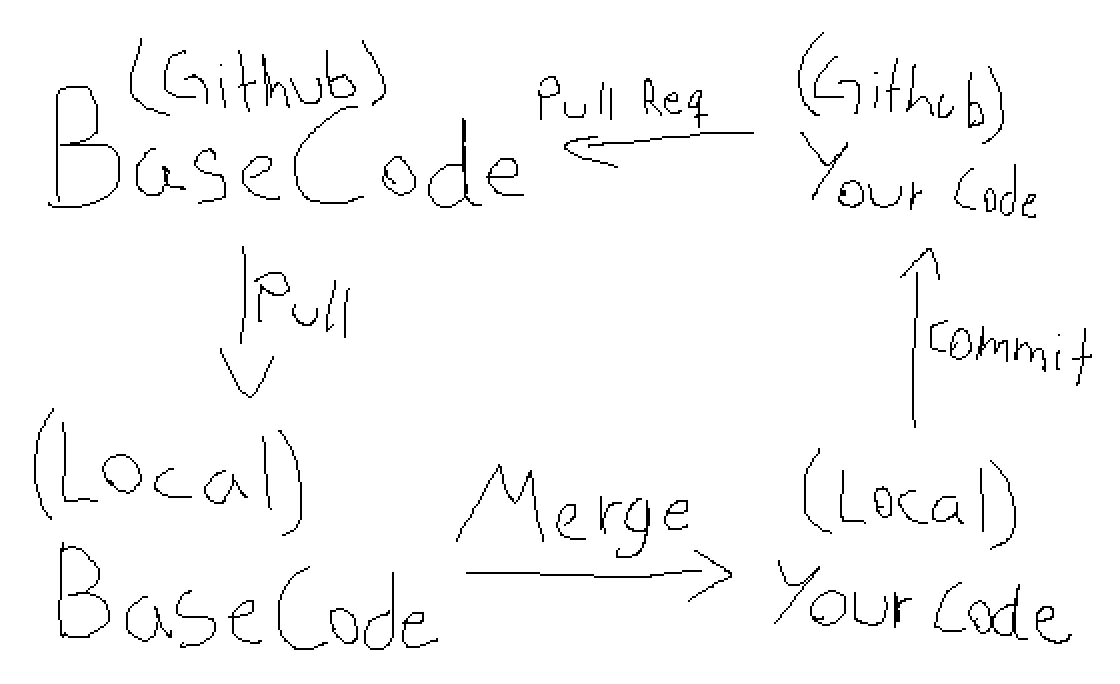 (Github)
BaseCode
Pull Req
(Github)
Your Code
Pull
commit
(Local)
BaseCode
Merge
(Local)
Your Code